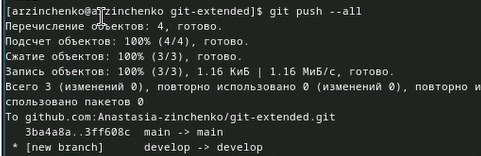 [arzzinchenko@arzzinchenko git-extended]$ git push --all
Перечисление объектов: 4, готово.
Подсчет объектов: 100% (4/4), готово.
Сжатие объектов: 100% (3/3), готово.
Запись объектов: 100% (3/3), 1.16 КиБ | 1.16 МиБ/с, готово.
Всего 3 (изменений 0), повторно использовано 0 (изменений 0), повторно и
спользовано пакетов 0
To github.com:Anastasia-zinchenko/git-extended.git
   3ba4a8a..3ff608c  main -> main
 * [new branch]      develop -> develop